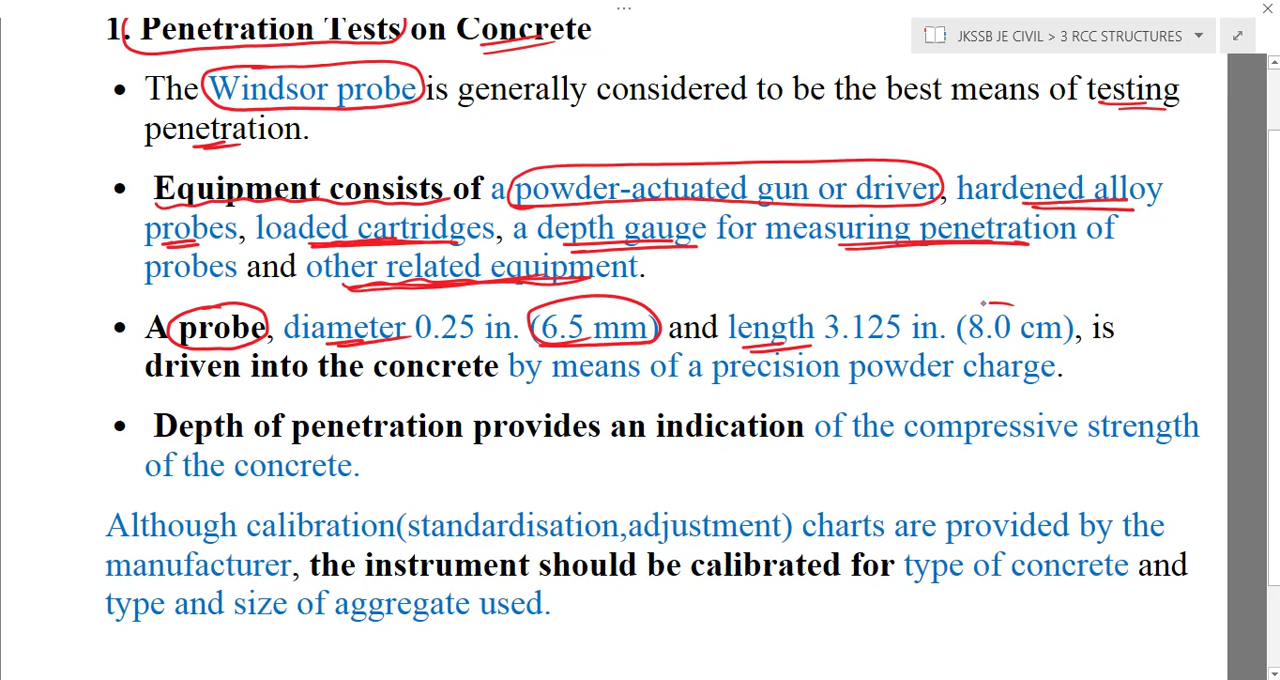 1. Penetration Tests on Concrete
JKSSB JE CIVIL > 3 RCC STRUCTURES
• The Windsor probe is generally considered to be the best means of testing
penetration.
• Equipment consists of a powder-actuated gun or driver, hardened alloy
probes, loaded cartridges, a depth gauge for measuring penetration of
probes and other related equipment.
• A probe, diameter 0.25 in. (6.5 mm) and length 3.125 in. (8.0 cm), is
driven into the concrete by means of a precision powder charge.
• Depth of penetration provides an indication of the compressive strength
of the concrete.
Although calibration(standardisation,adjustment) charts are provided by the
manufacturer, the instrument should be calibrated for type of concrete and
type and size of aggregate used.